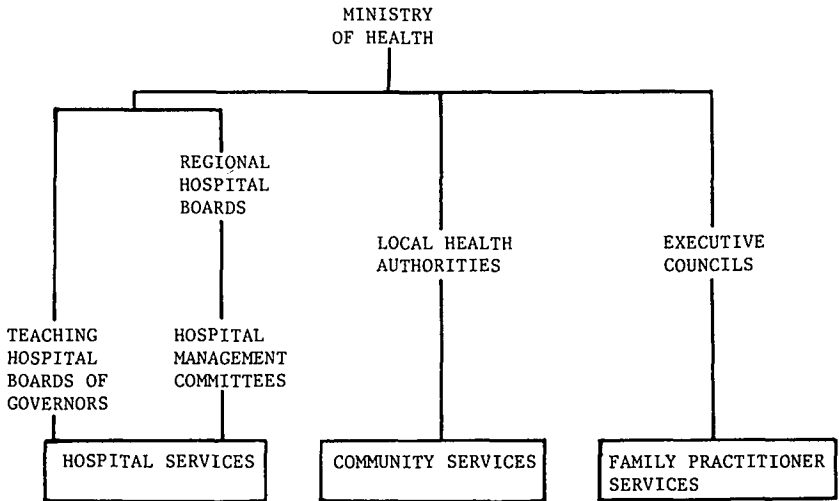 MINISTRY
OF HEALTH
REGIONAL
HOSPITAL
BOARDS
LOCAL HEALTH
AUTHORITIES
EXECUTIVE
COUNCILS
TEACHING
HOSPITAL
BOARDS OF
GOVERNORS
HOSPITAL
MANAGEMENT
COMMITTEES
HOSPITAL SERVICES
COMMUNITY SERVICES
FAMILY PRACTITIONER
SERVICES